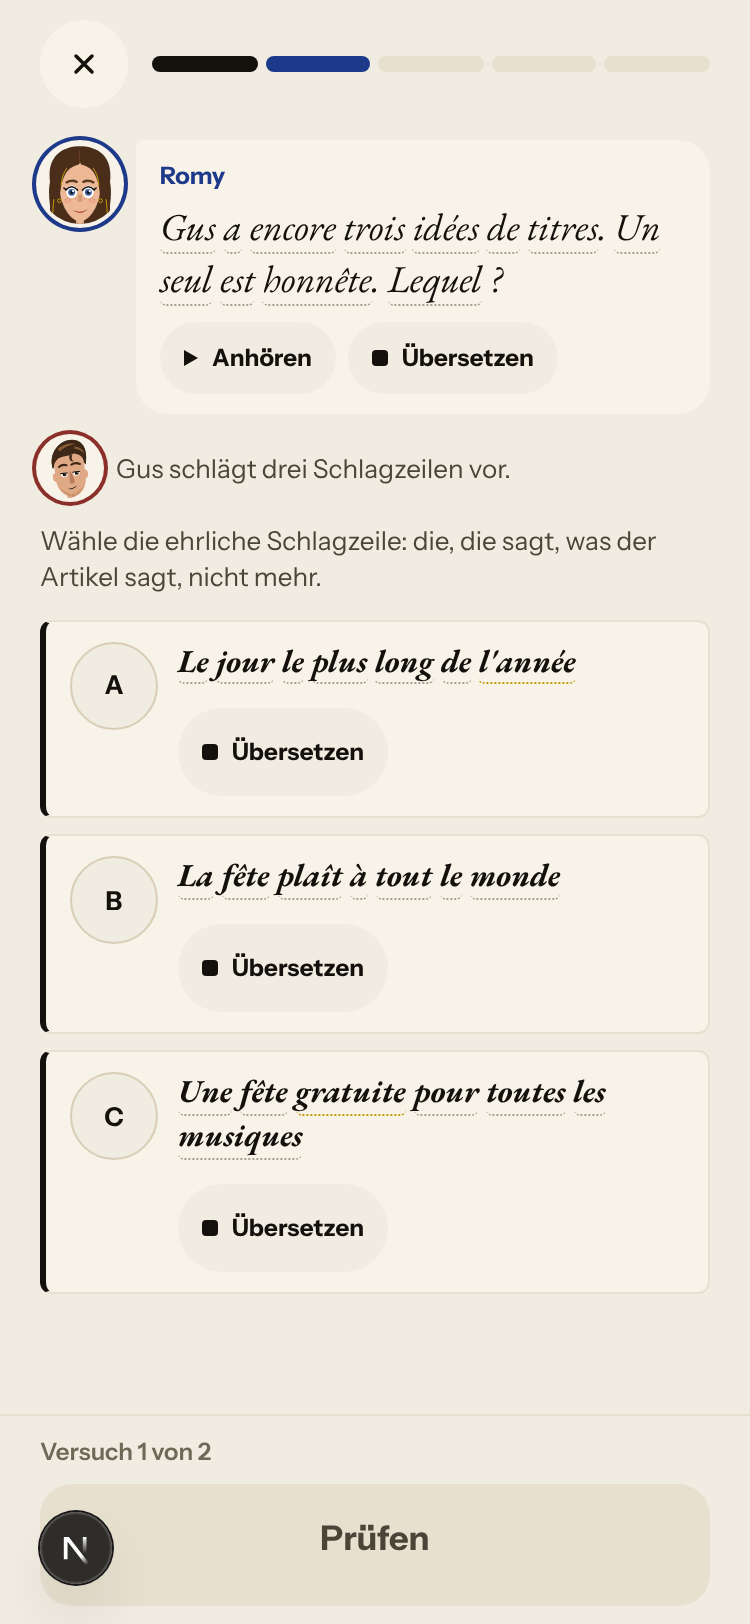 Romy
Gus a encore trois idées de titres. Un
seul est honnête. Lequel ?
Anhören
Übersetzen
Gus schlägt drei Schlagzeilen vor.
Wähle die ehrliche Schlagzeile: die, die sagt, was der
Artikel sagt, nicht mehr.
A
Le jour le plus long de l'année
Übersetzen
B
La fête plaît à tout le monde
Übersetzen
C
Une fête gratuite pour toutes les
musiques
Übersetzen
Versuch 1 von 2
Prüfen
N